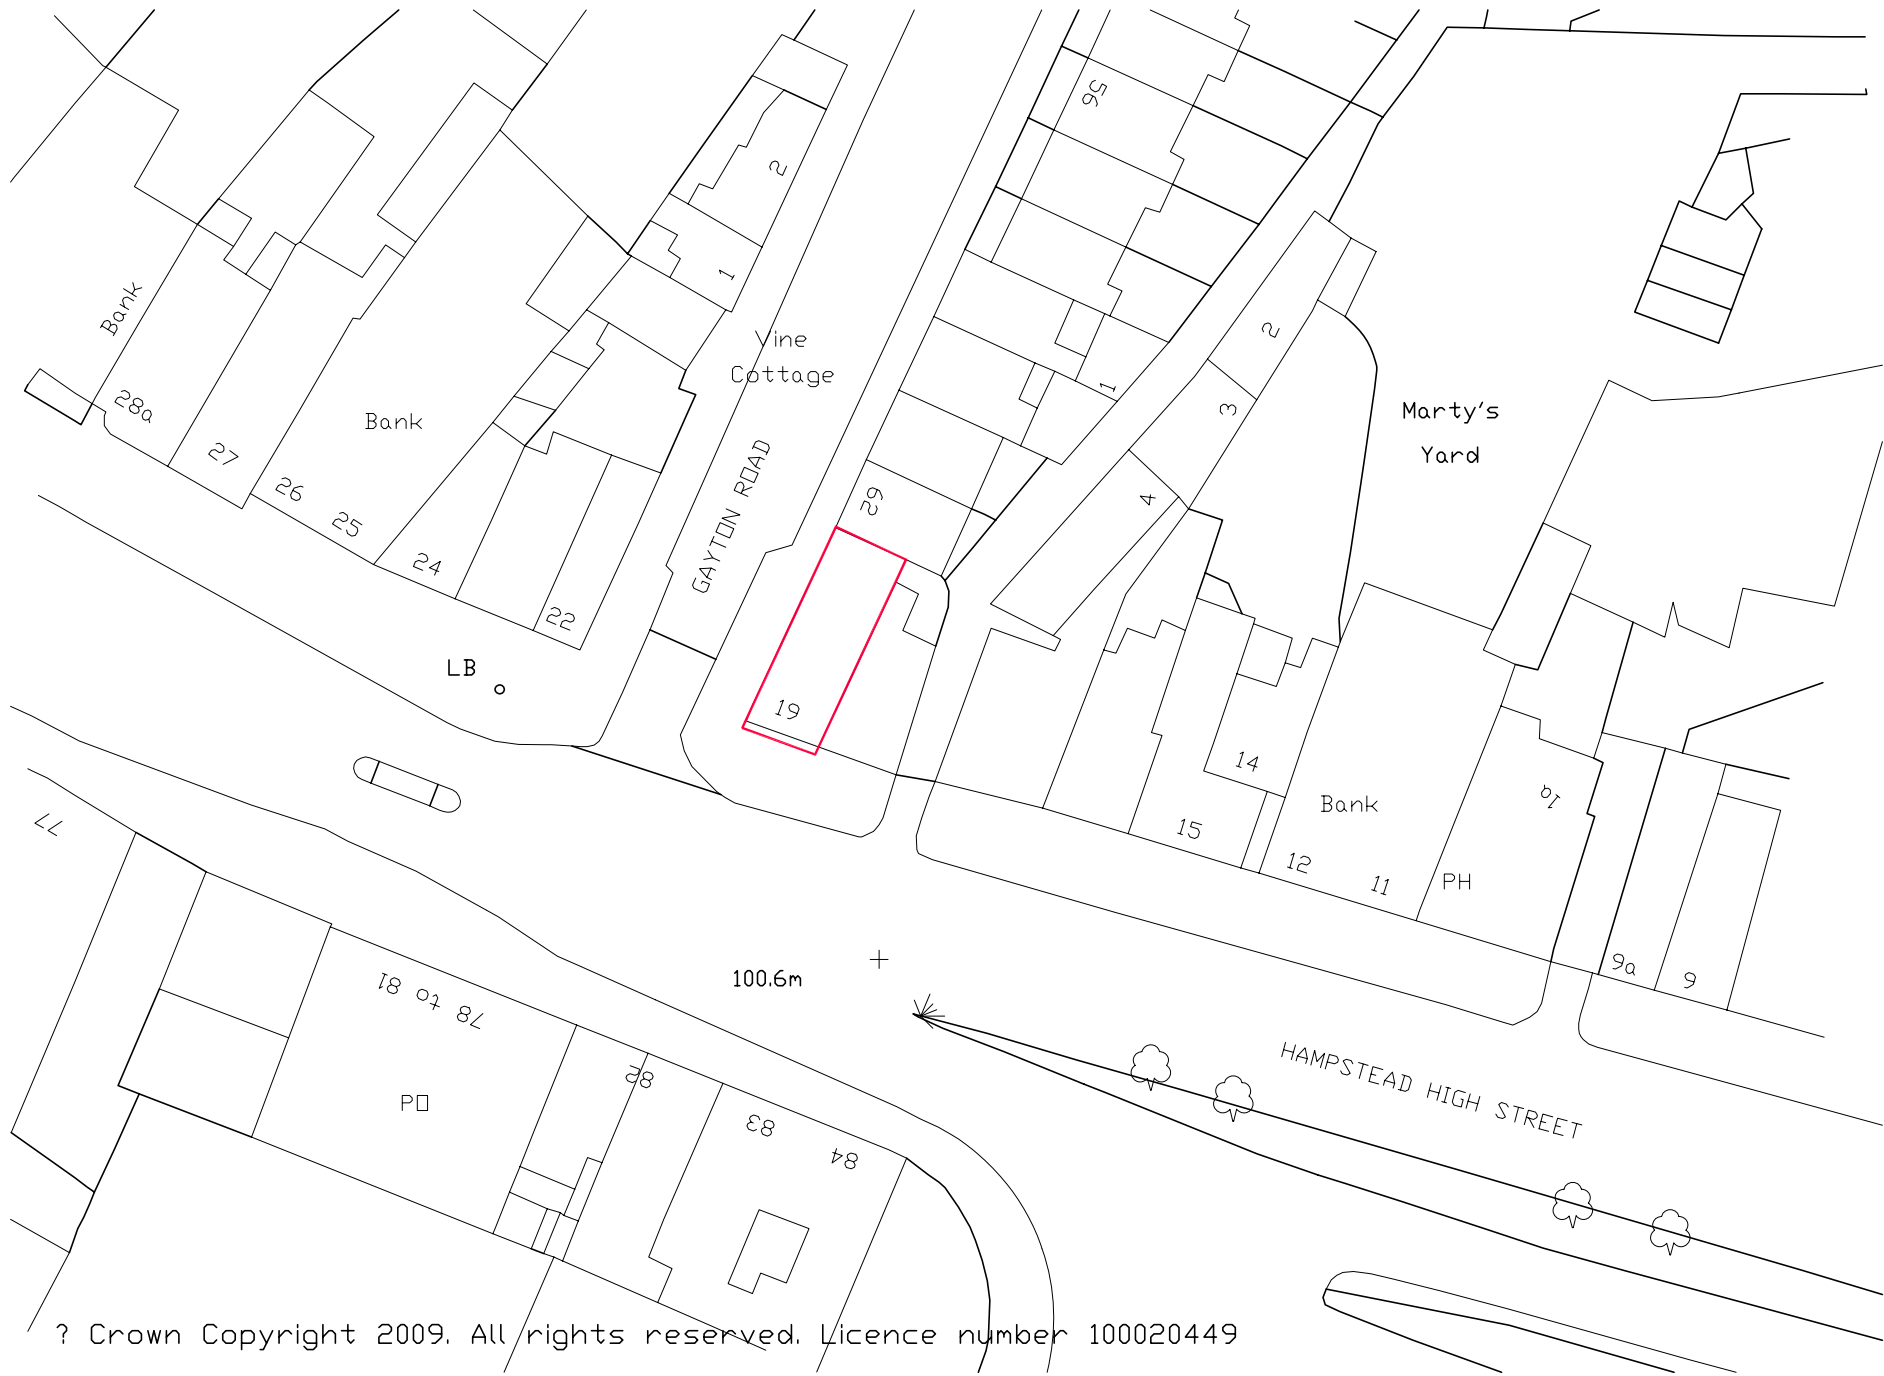 56
2
1
Vine
Cottage
Bank
28a
27
Bank
26
25
24
22
GAYTON ROAD
29
1
2
3
4
Marty's
Yard
LB
19
14
15
Bank
12
11
PH
1a
9a
9
77
100.6m
78 to 81
PO
82
83
84
HAMPSTEAD HIGH STREET
? Crown Copyright 2009. All rights reserved. Licence number 100020449